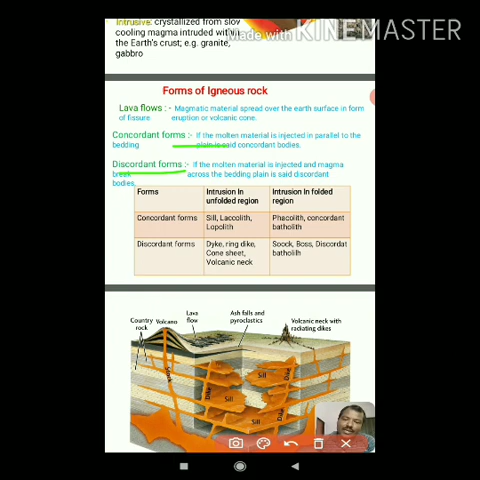 Intrusive: crystallized from slow
Made with KINEMASTER
cooling magma intruded within
the Earth's crust; e.g. granite,
gabbro
Forms of Igneous rock
Lava flows :- Magmatic material spread over the earth surface in form
of fissure eruption or volcanic cone.
Concordant forms :- If the molten material is injected in parallel to the
bedding plain is said concordant bodies.
Discordant forms :- If the molten material is injected and magma
break across the bedding plain is said discordant
bodies.
Forms Intrusion In unfolded region Intrusion In folded region
Concordant forms Sill, Laccolith, Lopolith Phacolith, concordant batholith
Discordant forms Dyke, ring dike, Cone sheet, Volcanic neck Soock, Boss, Discordat batholih
Country rock
Volcano
Lava flow
Ash falls and pyroclastics
Volcanic neck with radiating dikes
Dike
Sill
Sill
Dike
Sill
Dike
Sill